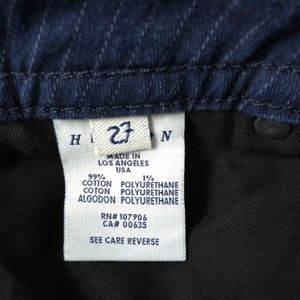 27
H N
MADE IN
LOS ANGELES
USA
99% 1%
COTTON POLYURETHANE
COTON POLYURETHANE
ALGODON POLYURETHANE
RN# 107906
CA# 00635
SEE CARE REVERSE